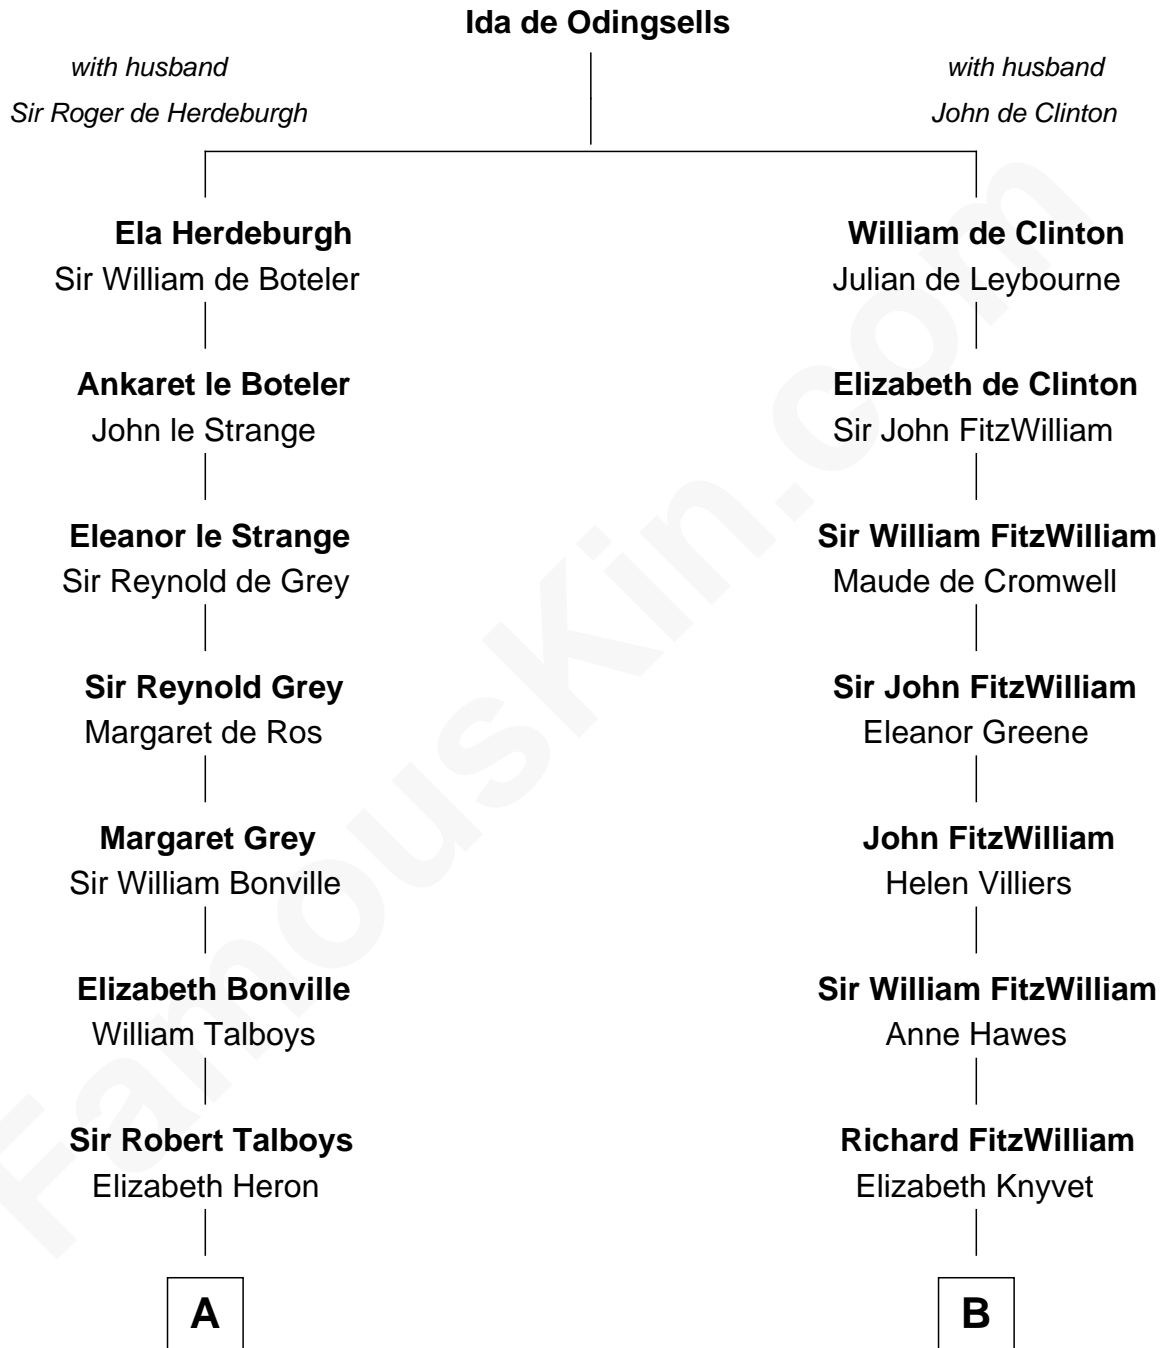 Ida de Odingsells
with husband
Sir Roger de Herdeburgh
with husband
John de Clinton
Ela Herdeburgh
Sir William de Boteler
Ankaret le Boteler
John le Strange
Eleanor le Strange
Sir Reynold de Grey
Sir Reynold Grey
Margaret de Ros
Margaret Grey
Sir William Bonville
Elizabeth Bonville
William Talboys
Sir Robert Talboys
Elizabeth Heron
A
William de Clinton
Julian de Leybourne
Elizabeth de Clinton
Sir John FitzWilliam
Sir William FitzWilliam
Maude de Cromwell
Sir John FitzWilliam
Eleanor Greene
John FitzWilliam
Helen Villiers
Sir William FitzWilliam
Anne Hawes
Richard FitzWilliam
Elizabeth Knyvet
B
FamousKin.com